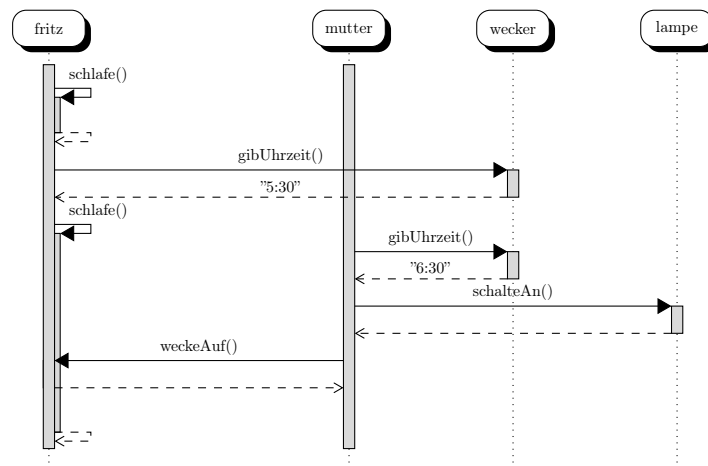 fritz
mutter
wecker
lampe
schlafe()
gibUhrzeit()
”5:30”
schlafe()
gibUhrzeit()
”6:30”
schalteAn()
weckeAuf()